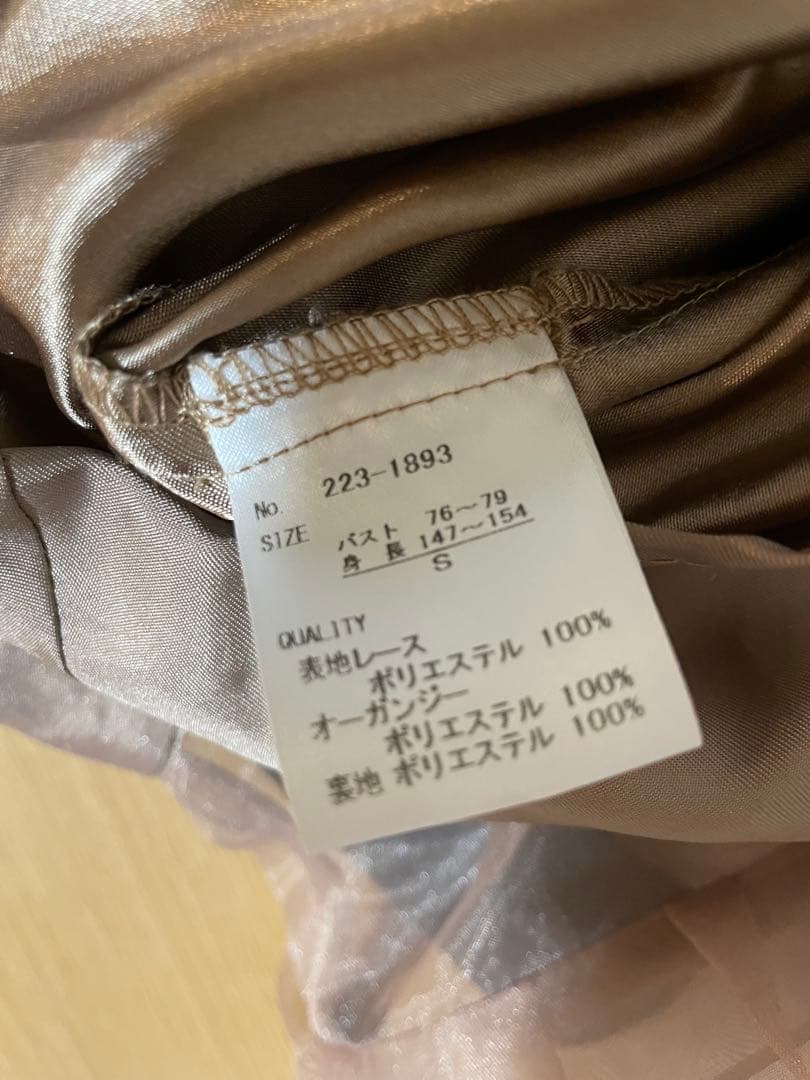 No. 223-1893
SIZE バスト 76～79
身長 147～154
S
QUALITY
表地レース
ポリエステル 100%
オーガンジー
ポリエステル 100%
裏地 ポリエステル 100%